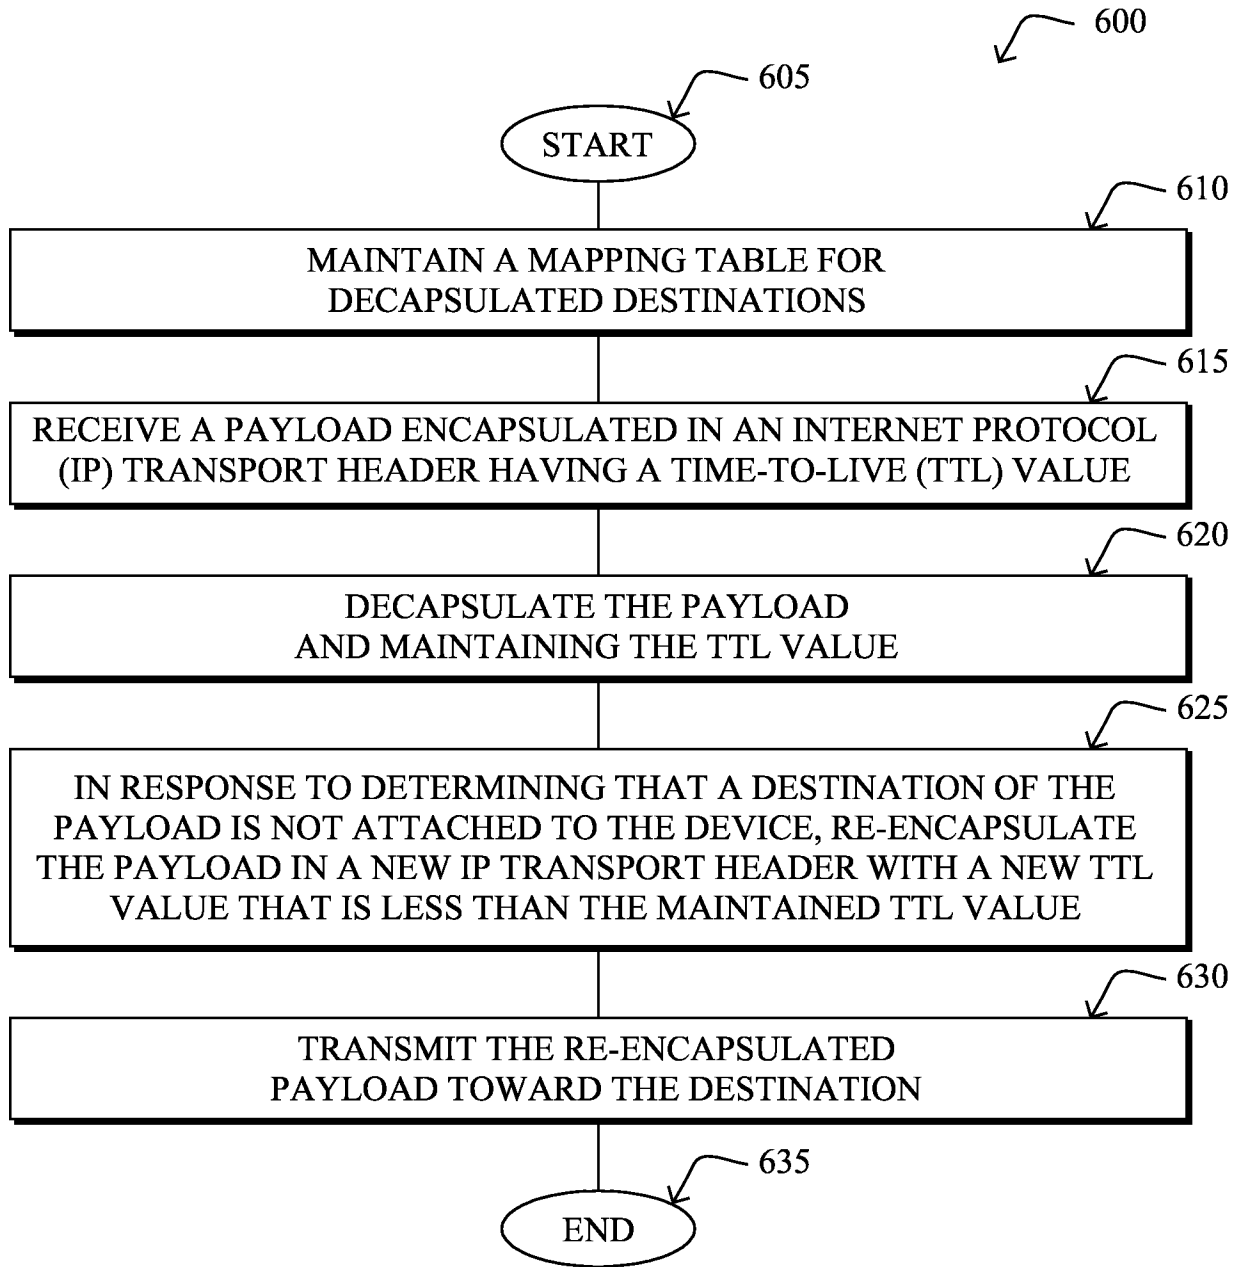 600
605
START
610
MAINTAIN A MAPPING TABLE FOR
DECAPSULATED DESTINATIONS
615
RECEIVE A PAYLOAD ENCAPSULATED IN AN INTERNET PROTOCOL
(IP) TRANSPORT HEADER HAVING A TIME-TO-LIVE (TTL) VALUE
620
DECAPSULATE THE PAYLOAD
AND MAINTAINING THE TTL VALUE
625
IN RESPONSE TO DETERMINING THAT A DESTINATION OF THE
PAYLOAD IS NOT ATTACHED TO THE DEVICE, RE-ENCAPSULATE
THE PAYLOAD IN A NEW IP TRANSPORT HEADER WITH A NEW TTL
VALUE THAT IS LESS THAN THE MAINTAINED TTL VALUE
630
TRANSMIT THE RE-ENCAPSULATED
PAYLOAD TOWARD THE DESTINATION
635
END